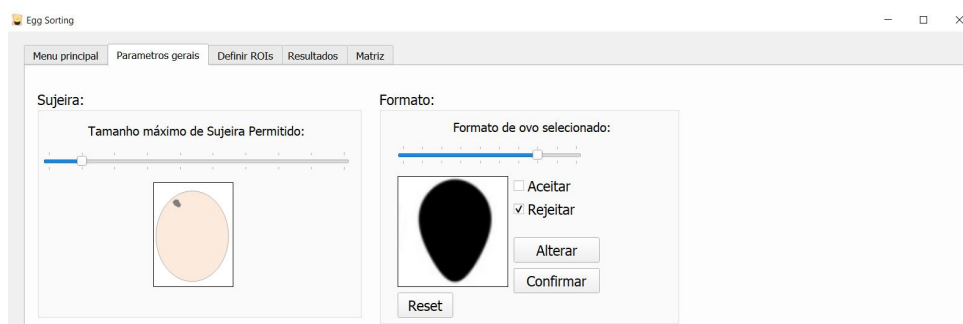 Egg Sorting
Menu principal Parametros gerais Definir ROIs Resultados Matriz
Sujeira:
Tamanho máximo de Sujeira Permitido:
Formato:
Formato de ovo selecionado:
Aceitar
Rejeitar
Alterar
Confirmar
Reset